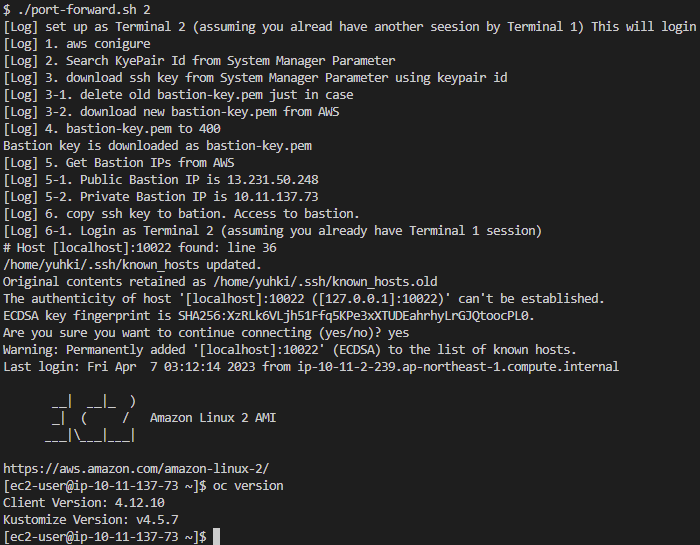 $ ./port-forward.sh 2
[Log] set up as Terminal 2 (assuming you alread have another seesion by Terminal 1) This will login
[Log] 1. aws conigure
[Log] 2. Search KyePair Id from System Manager Parameter
[Log] 3. download ssh key from System Manager Parameter using keypair id
[Log] 3-1. delete old bastion-key.pem just in case
[Log] 3-2. download new bastion-key.pem from AWS
[Log] 4. bastion-key.pem to 400
Bastion key is downloaded as bastion-key.pem
[Log] 5. Get Bastion IPs from AWS
[Log] 5-1. Public Bastion IP is 13.231.50.248
[Log] 5-2. Private Bastion IP is 10.11.137.73
[Log] 6. copy ssh key to bation. Access to bastion.
[Log] 6-1. Login as Terminal 2 (assuming you already have Terminal 1 session)
# Host [localhost]:10022 found: line 36
/home/yuhki/.ssh/known_hosts updated.
Original contents retained as /home/yuhki/.ssh/known_hosts.old
The authenticity of host '[localhost]:10022 ([127.0.0.1]:10022)' can't be established.
ECDSA key fingerprint is SHA256:XzRLk6VLjh51Ffq5KPe3xXTUDEahrhyLrGJQtoocPL0.
Are you sure you want to continue connecting (yes/no)? yes
Warning: Permanently added '[localhost]:10022' (ECDSA) to the list of known hosts.
Last login: Fri Apr  7 03:12:14 2023 from ip-10-11-2-239.ap-northeast-1.compute.internal

       __|  __|_  )
       _|  (     /   Amazon Linux 2 AMI
      ___|\___|___|

https://aws.amazon.com/amazon-linux-2/
[ec2-user@ip-10-11-137-73 ~]$ oc version
Client Version: 4.12.10
Kustomize Version: v4.5.7
[ec2-user@ip-10-11-137-73 ~]$